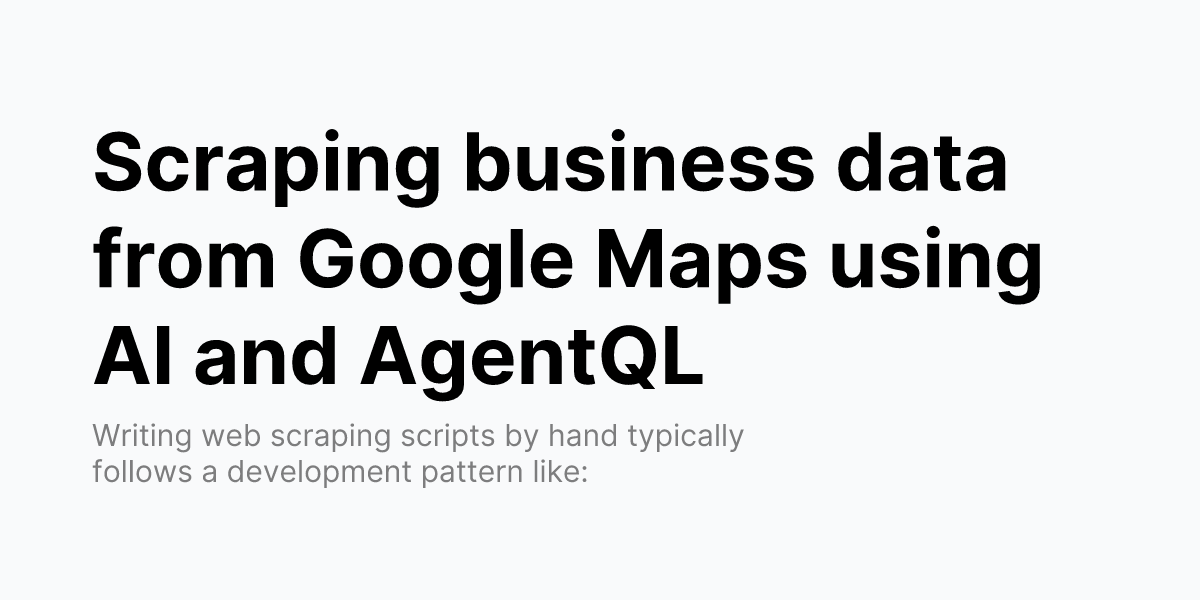 Scraping business data
from Google Maps using
AI and AgentQL
Writing web scraping scripts by hand typically
follows a development pattern like: